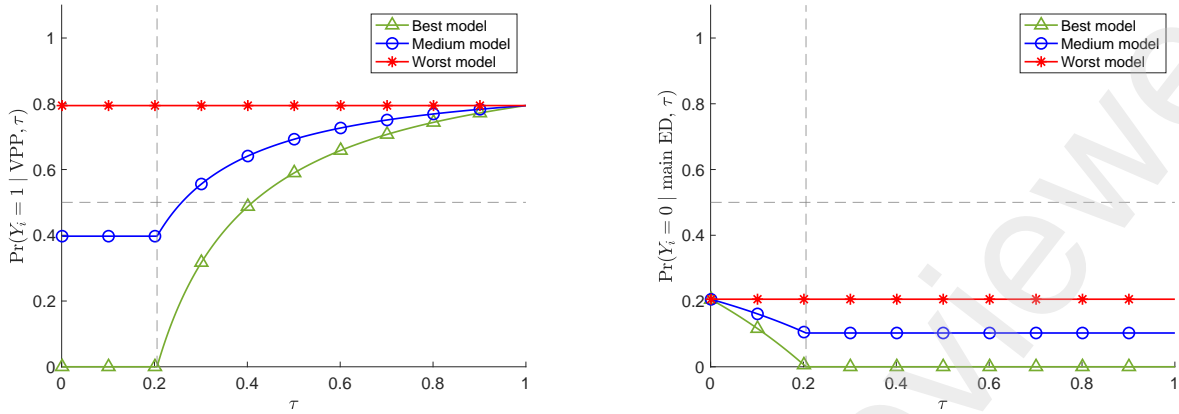 Best model
Medium model
Worst model
Pr(Y_i = 1 | VPP, τ)
1
0.8
0.6
0.4
0.2
0
0 0.2 0.4 0.6 0.8 1
τ
Best model
Medium model
Worst model
Pr(Y_i = 0 | main ED, τ)
1
0.8
0.6
0.4
0.2
0
0 0.2 0.4 0.6 0.8 1
τ
viewe